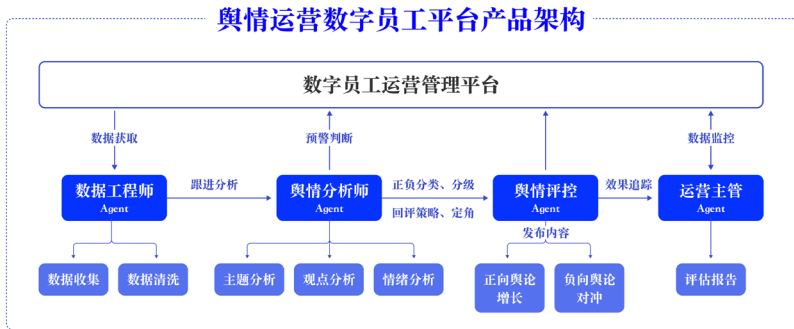 舆情运营数字员工平台产品架构
数字员工运营管理平台
数据获取
预警判断
数据监控
数据工程师
Agent
跟进分析
舆情分析师
Agent
正负分类、分级
回评策略、定角
舆情评控
Agent
效果追踪
运营主管
Agent
发布内容
数据收集
数据清洗
主题分析
观点分析
情绪分析
正向舆论
增长
负向舆论
对冲
评估报告